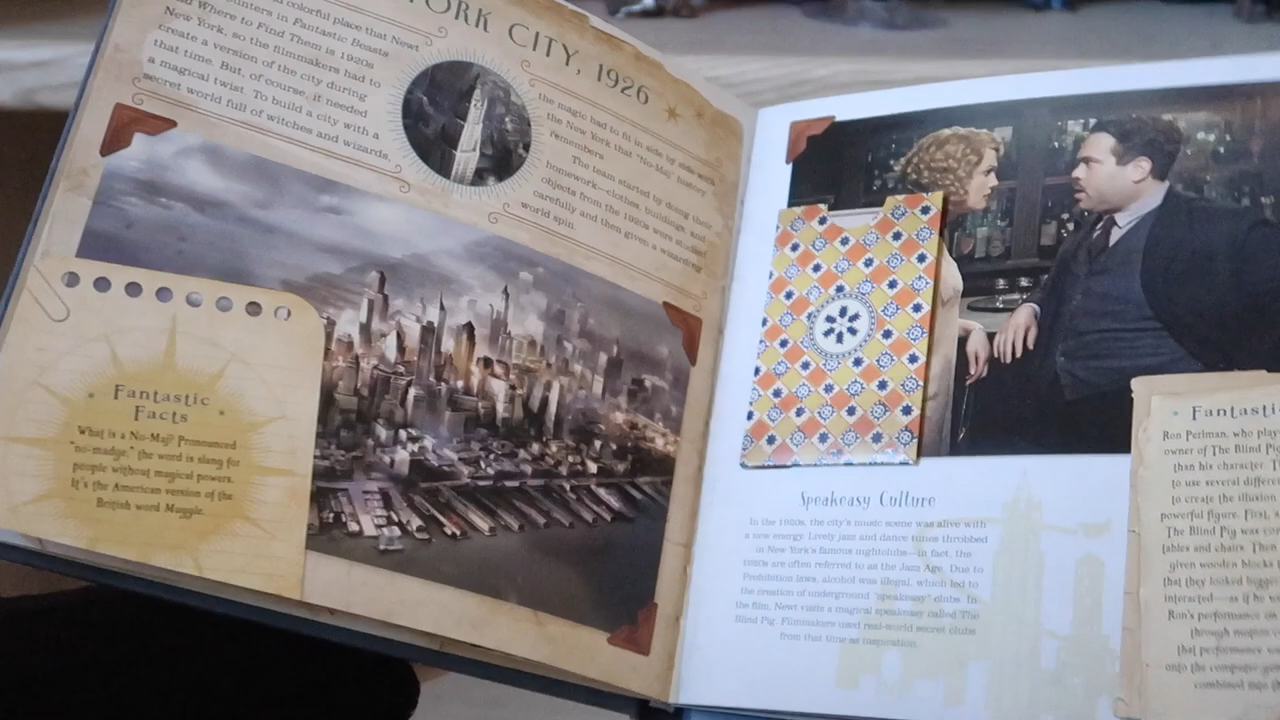 YORK CITY, 1926
colorful place that Newt
encounters in Fantastic Beasts
and Where to Find Them is 1920s
New York, so the filmmakers had to
create a version of the city during
that time. But, of course, it needed
a magical twist. To build a city with a
secret world full of witches and wizards,
the magic had to fit in side by side with
the New York that "No-Maj" history
remembers
The team started by doing their
homework—clothes, buildings, and
objects from the 1920s were studied
carefully and then given a wizarding
world spin.
Fantastic
Facts
What is a No-Maj? Pronounced
"no-madge," the word is slang for
people without magical powers.
It's the American version of the
British word Muggle.
Speakeasy Culture
In the 1920s, the city's music scene was alive with
a new energy. Lively jazz and dance tunes throbbed
in New York's famous nightclubs—in fact, the
1920s are often referred to as the Jazz Age. Due to
Prohibition laws, alcohol was illegal, which led to
the creation of underground "speakeasy" clubs. In
the film, Newt visits a magical speakeasy called The
Blind Pig. Filmmakers used real-world secret clubs
from that time as inspiration.
Fantasti
Ron Perlman, who play
owner of The Blind Pig
than his character. T
to use several differe
to create the illusion
powerful figure. First, s
The Blind Pig was
tables and chairs. Then
given wooden blocks
that they looked bigge
interacted—as if he w
Ron's performance
through motion
that performance
onto the compute
combined into th